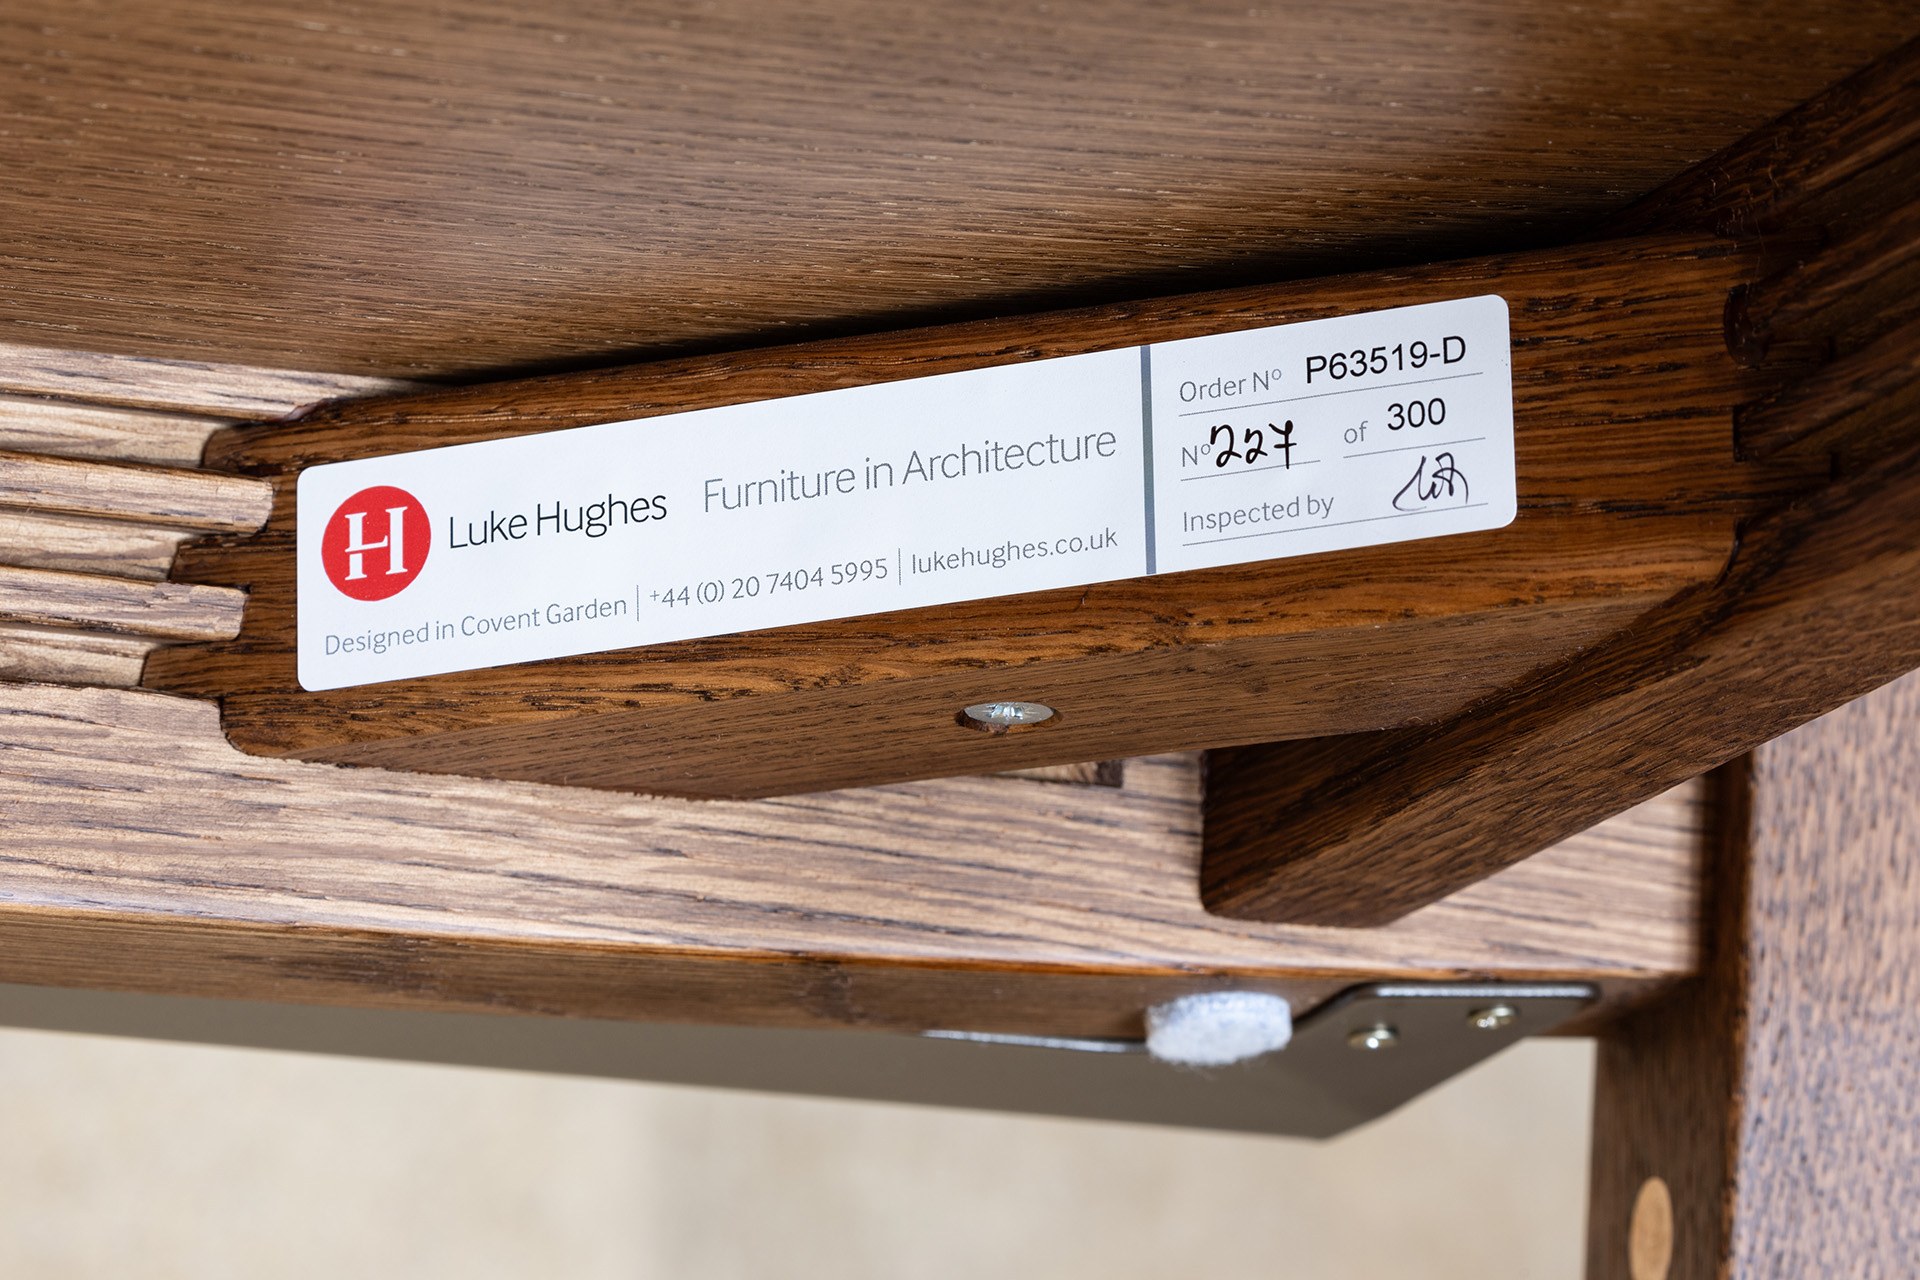 LH
Luke Hughes Furniture in Architecture
Designed in Covent Garden | +44 (0) 20 7404 5995 | lukehughes.co.uk
Order Nº P63519-D
Nº 227 of 300
Inspected by